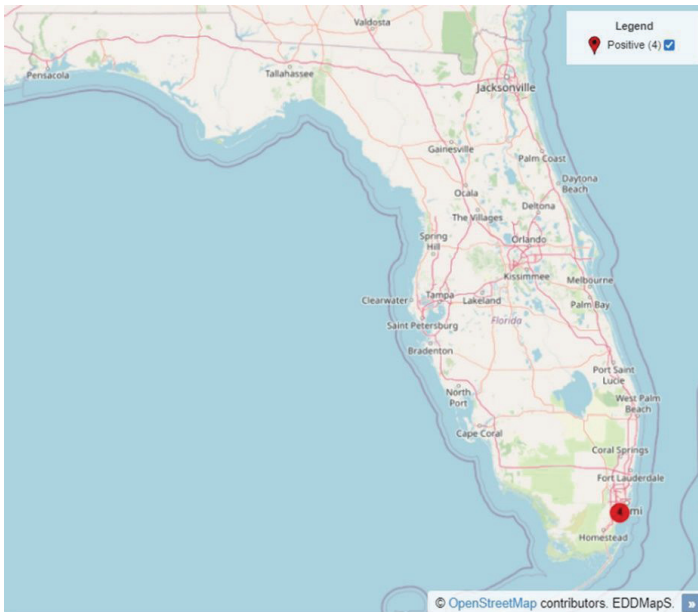 Valdosta
Legend
Positive (4)
Pensacola
Tallahassee
Jacksonville
Gainesville
Palm Coast
Daytona
Beach
Ocala
Deltona
The Villages
Spring
Hill
Orlando
Kissimmee
Melbourne
Clearwater
Tampa
Lakeland
Palm Bay
Saint Petersburg
Florida
Bradenton
Port Saint
Lucie
North
Port
West Palm
Beach
Cape Coral
Coral Springs
Fort Lauderdale
4 mi
Homestead
© OpenStreetMap contributors. EDDMapS. »